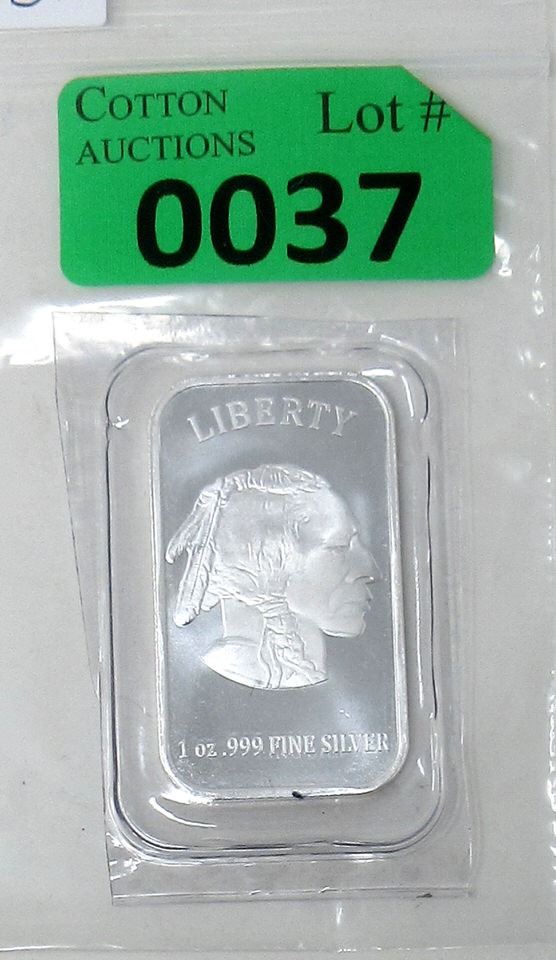 COTTON
AUCTIONS
Lot #
0037
LIBERTY
1 oz .999 FINE SILVER